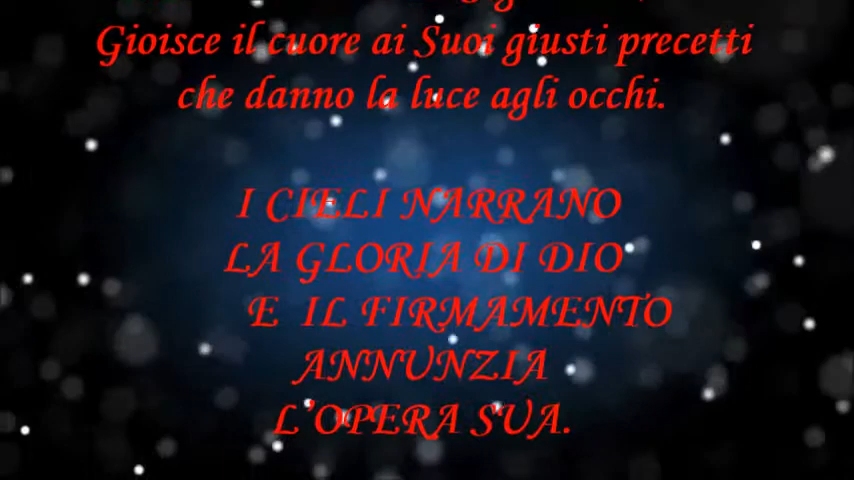 Gioisce il cuore ai Suoi giusti precetti
che danno la luce agli occhi.
I CIELI NARRANO
LA GLORIA DI DIO
E IL FIRMAMENTO
ANNUNZIA
L'OPERA SUA.